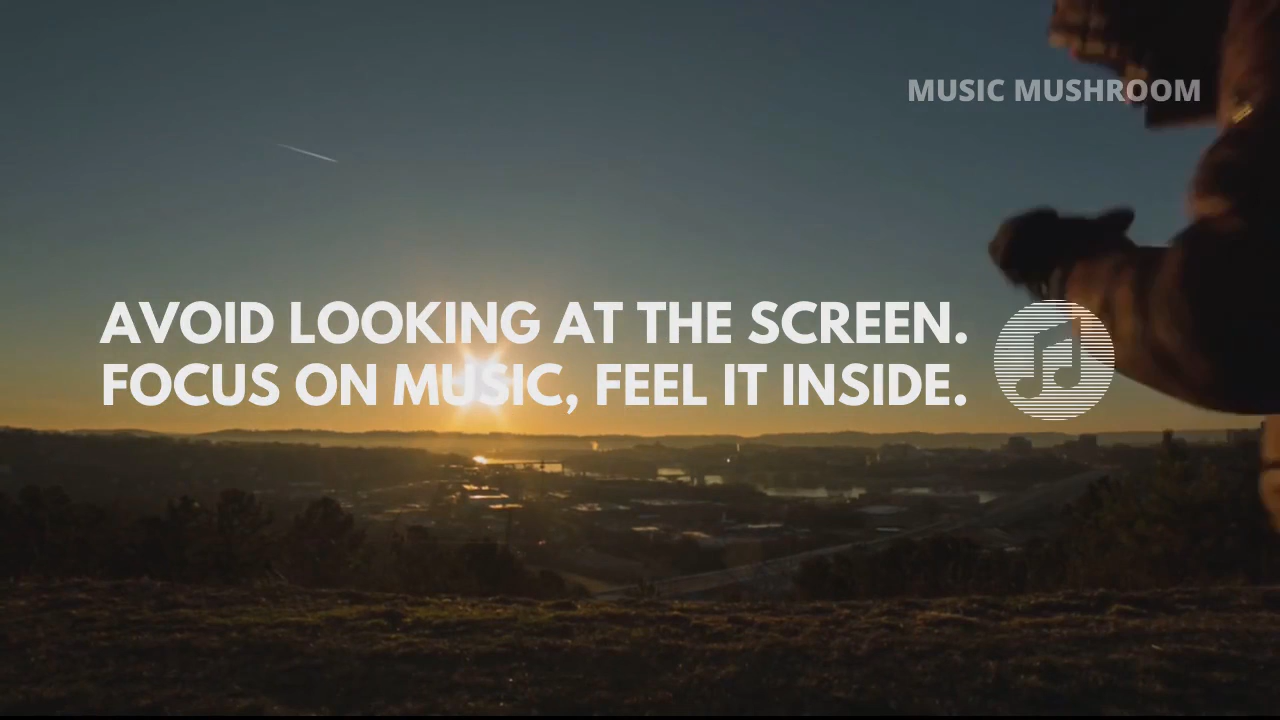 MUSIC MUSHROOM
AVOID LOOKING AT THE SCREEN.
FOCUS ON MUSIC, FEEL IT INSIDE.